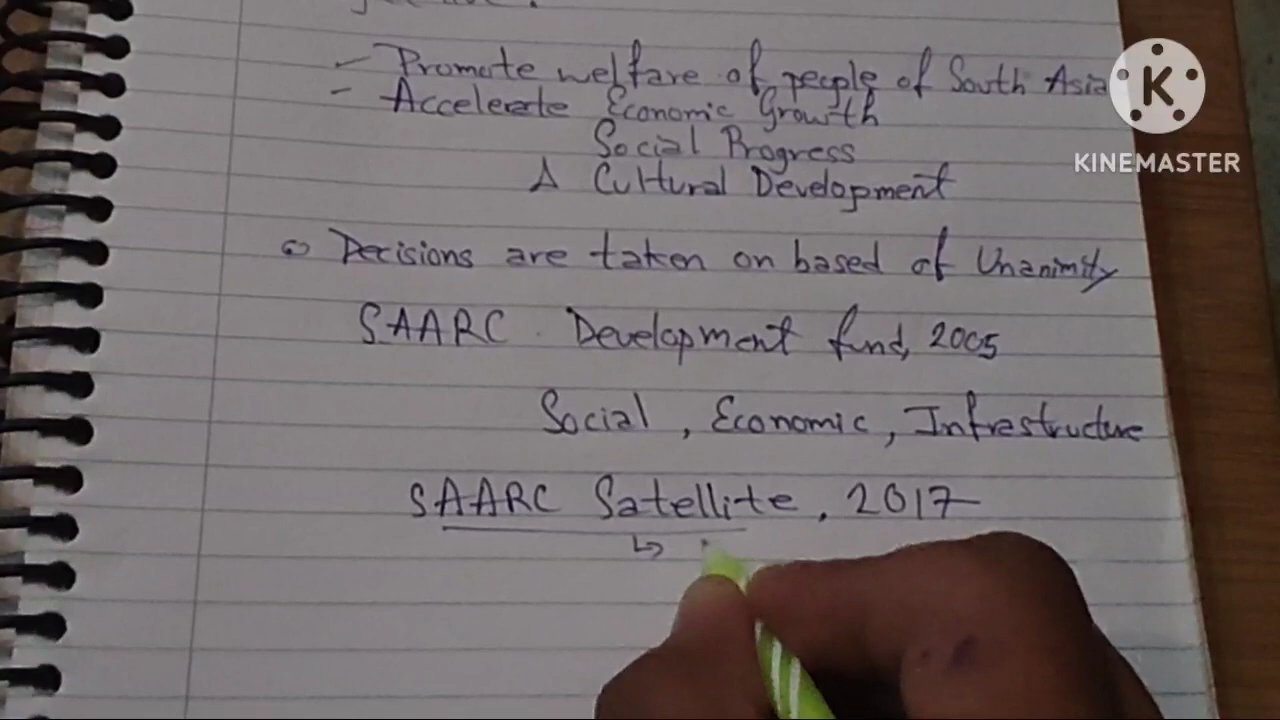 - Promote welfare of people of South Asia
- Accelerate Economic Growth
Social Progress
& Cultural Development
o Decisions are taken on based of Unanimity
SAARC Development fund, 2005
Social, Economic, Infrastructure
SAARC Satellite, 2017
↳
K
KINEMASTER